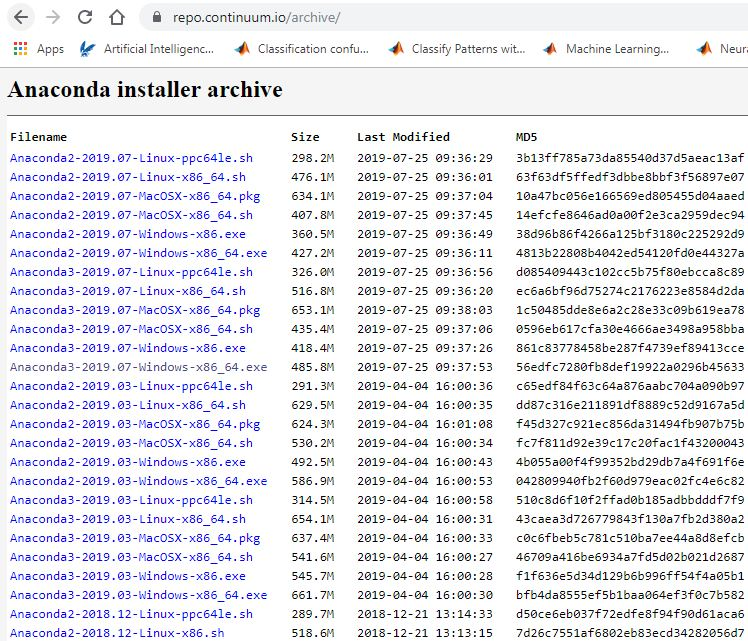 repo.continuum.io/archive/
Apps Artificial Intelligenc... Classification confu... Classify Patterns wit... Machine Learning... Neura
Anaconda installer archive
Filename Size Last Modified MD5
Anaconda2-2019.07-Linux-ppc64le.sh 298.2M 2019-07-25 09:36:29 3b13ff785a73da85540d37d5aeac13af
Anaconda2-2019.07-Linux-x86_64.sh 476.1M 2019-07-25 09:36:01 63f63df5ffedf3dbbe8bbf3f56897e07
Anaconda2-2019.07-MacOSX-x86_64.pkg 634.1M 2019-07-25 09:37:04 10a47bc056e166569ed805455d04aaed
Anaconda2-2019.07-MacOSX-x86_64.sh 407.8M 2019-07-25 09:37:45 14efcfe8646ad0a00f2e3ca2959dec94
Anaconda2-2019.07-Windows-x86.exe 360.5M 2019-07-25 09:36:49 38d96b86f4266a125bf3180c225292d9
Anaconda2-2019.07-Windows-x86_64.exe 427.2M 2019-07-25 09:36:11 4813b22808b4042ed54120fd0e44327a
Anaconda3-2019.07-Linux-ppc64le.sh 326.0M 2019-07-25 09:36:56 d085409443c102cc5b75f80ebcca8c89
Anaconda3-2019.07-Linux-x86_64.sh 516.8M 2019-07-25 09:36:20 ec6a6bf96d75274c2176223e8584d2da
Anaconda3-2019.07-MacOSX-x86_64.pkg 653.1M 2019-07-25 09:38:03 1c50485dde8e6a2c28e33c09b619ea78
Anaconda3-2019.07-MacOSX-x86_64.sh 435.4M 2019-07-25 09:37:06 0596eb617cfa30e4666ae3498a958bba
Anaconda3-2019.07-Windows-x86.exe 418.4M 2019-07-25 09:37:26 861c83778458be287f4739ef89413cce
Anaconda3-2019.07-Windows-x86_64.exe 485.8M 2019-07-25 09:37:53 56edfc7280fb8def19922a0296b45633
Anaconda2-2019.03-Linux-ppc64le.sh 291.3M 2019-04-04 16:00:36 c65edf84f63c64a876aabc704a090b97
Anaconda2-2019.03-Linux-x86_64.sh 629.5M 2019-04-04 16:00:35 dd87c316e211891df8889c52d9167a5d
Anaconda2-2019.03-MacOSX-x86_64.pkg 624.3M 2019-04-04 16:01:08 f45d327c921ec856da31494fb907b75b
Anaconda2-2019.03-MacOSX-x86_64.sh 530.2M 2019-04-04 16:00:34 fc7f811d92e39c17c20fac1f43200043
Anaconda2-2019.03-Windows-x86.exe 492.5M 2019-04-04 16:00:43 4b055a00f4f99352bd29db7a4f691f6e
Anaconda2-2019.03-Windows-x86_64.exe 586.9M 2019-04-04 16:00:53 042809940fb2f60d979eac02fc4e6c82
Anaconda3-2019.03-Linux-ppc64le.sh 314.5M 2019-04-04 16:00:58 510c8d6f10f2ffad0b185adbbdddf7f9
Anaconda3-2019.03-Linux-x86_64.sh 654.1M 2019-04-04 16:00:31 43caea3d726779843f130a7fb2d380a2
Anaconda3-2019.03-MacOSX-x86_64.pkg 637.4M 2019-04-04 16:00:33 c0c6fbeb5c781c510ba7ee44a8d8efcb
Anaconda3-2019.03-MacOSX-x86_64.sh 541.6M 2019-04-04 16:00:27 46709a416be6934a7fd5d02b021d2687
Anaconda3-2019.03-Windows-x86.exe 545.7M 2019-04-04 16:00:28 f1f636e5d34d129b6b996ff54f4a05b1
Anaconda3-2019.03-Windows-x86_64.exe 661.7M 2019-04-04 16:00:30 bfb4da8555ef5b1baa064ef3f0c7b582
Anaconda2-2018.12-Linux-ppc64le.sh 289.7M 2018-12-21 13:14:33 d50ce6eb037f72edfe8f94f90d61aca6
Anaconda2-2018.12-Linux-x86.sh 518.6M 2018-12-21 13:13:15 7d26c7551af6802eb83ecd34282056d7